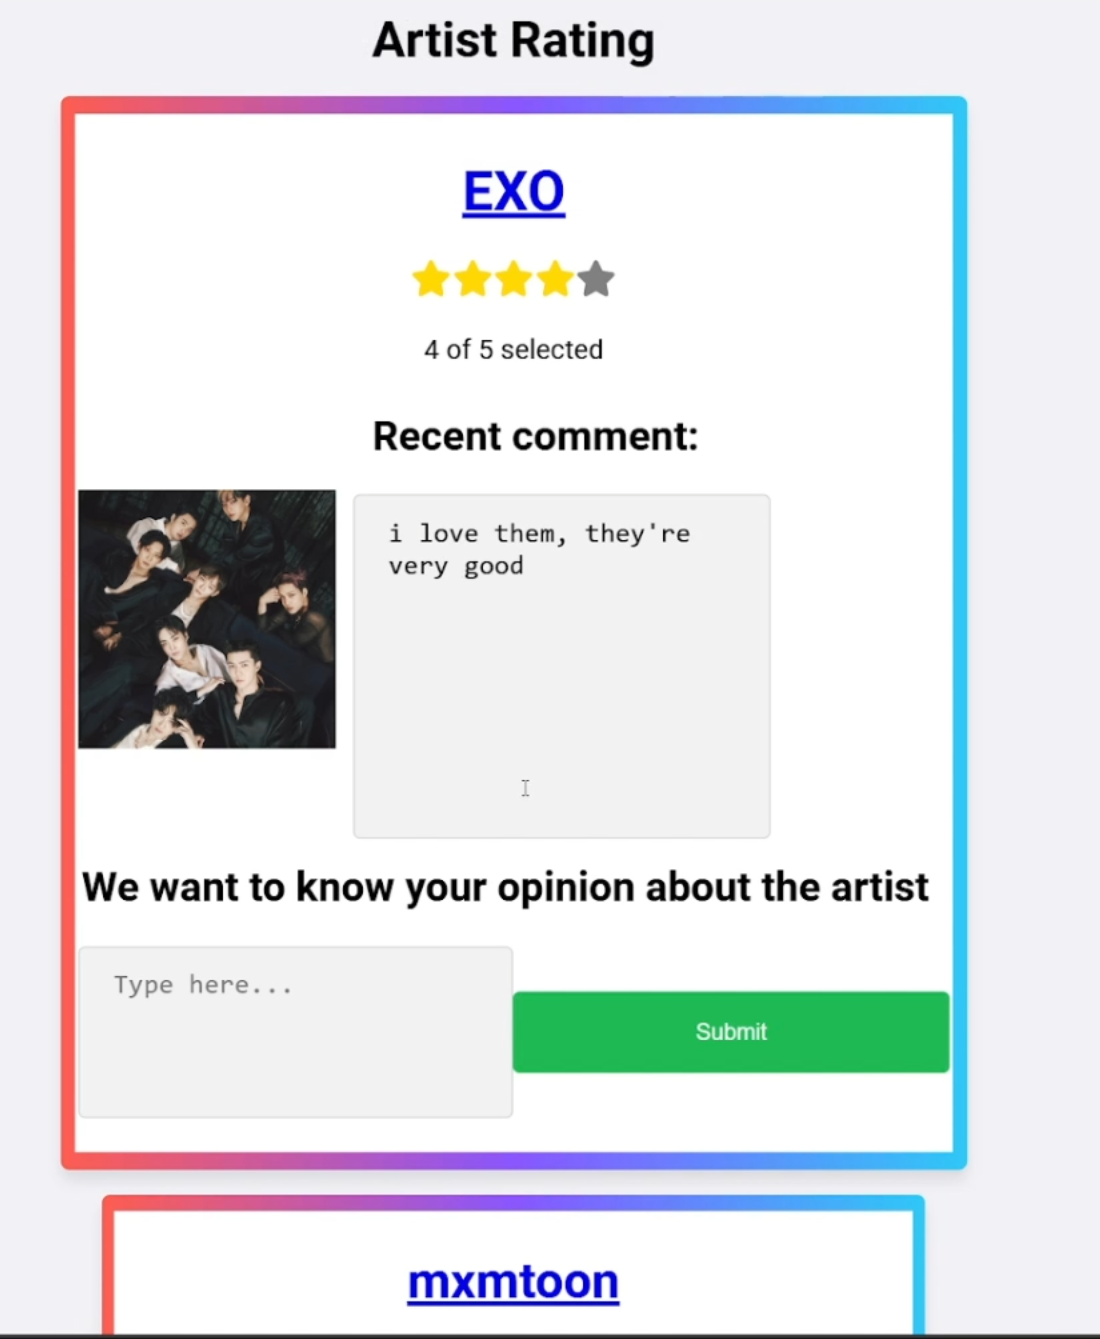 Artist Rating
EXO
4 of 5 selected
Recent comment:
i love them, they're
very good
We want to know your opinion about the artist
Type here...
Submit
mxmtoon